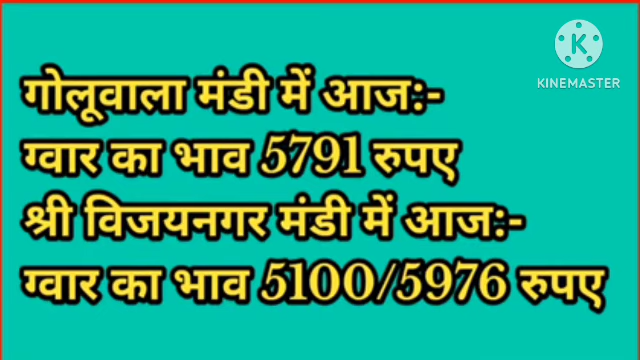 KINEMASTER
गोलूवाला मंडी में आज:-
ग्वार का भाव 5791 रुपए
श्री विजयनगर मंडी में आज:-
ग्वार का भाव 5100/5976 रुपए